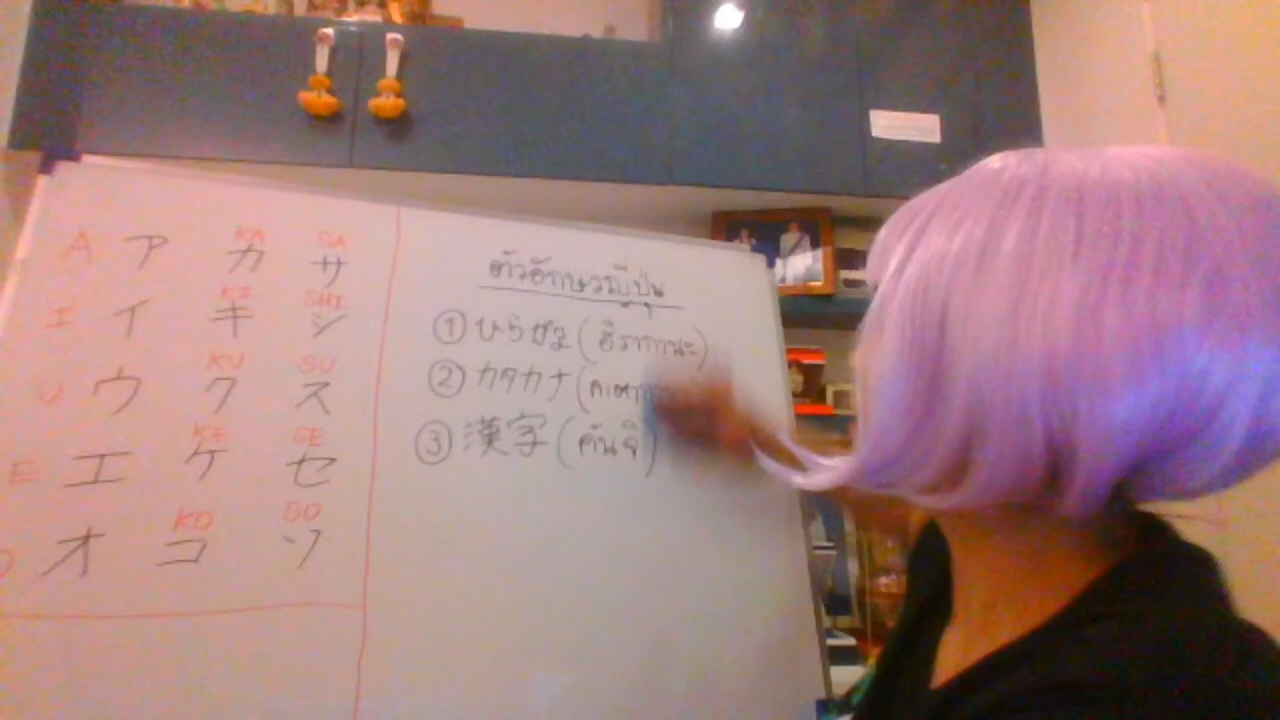 A ア KA カ SA サ
I イ KI キ SHI シ
U ウ KU ク SU ス
E エ KE ケ SE セ
O オ KO コ SO ソ
ตัวอักษรญี่ปุ่น
① ひらがな (ฮิรากานะ)
② カタカナ (
③ 漢字 (คันจิ)